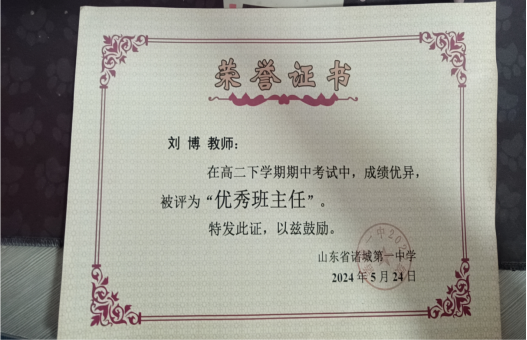 荣誉证书
刘 博 教师：
在高二下学期期中考试中，成绩优异，
被评为“优秀班主任”。
特发此证，以兹鼓励。
山东省诸城第一中学
2024年5月24日